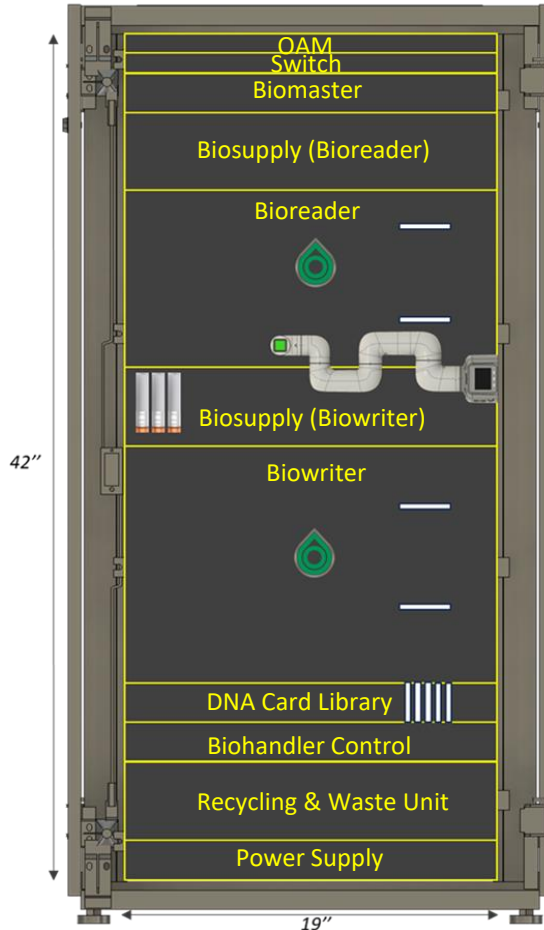 OAM
Switch
Biomaster
Biosupply (Bioreader)
Bioreader
Biosupply (Biowriter)
42″
Biowriter
DNA Card Library
Biohandler Control
Recycling & Waste Unit
Power Supply
19″